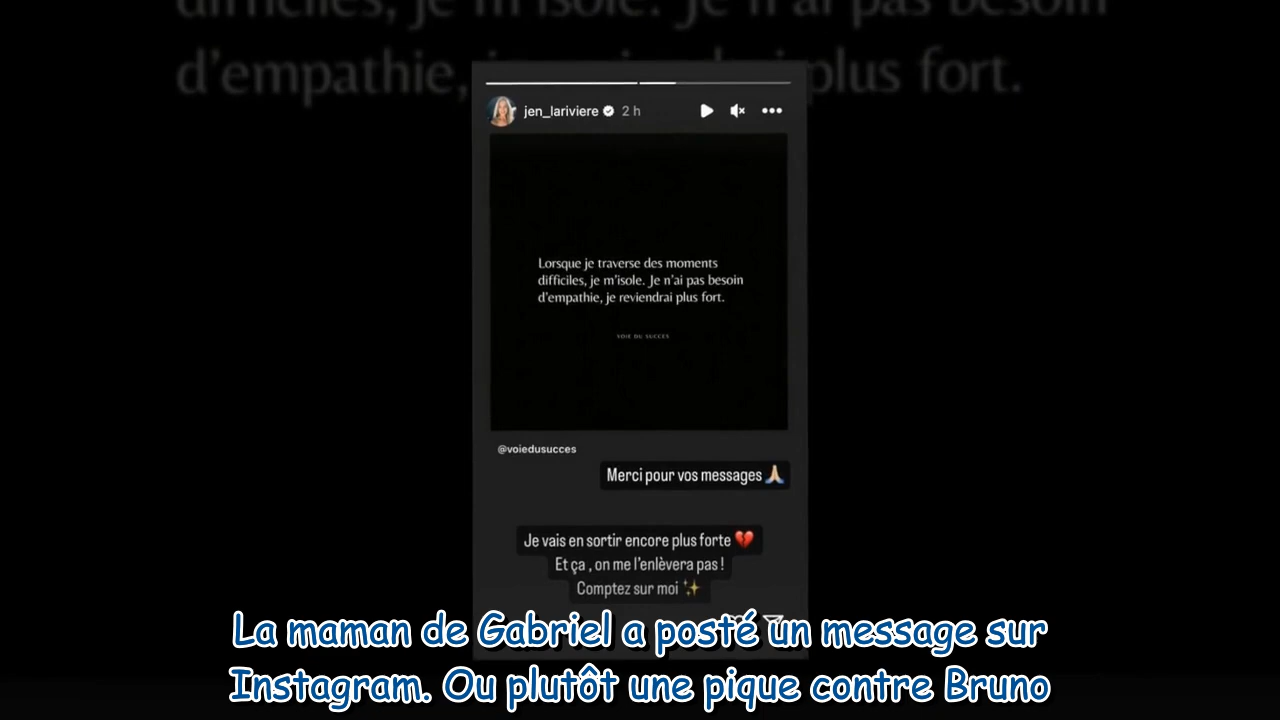 difficiles, je m'isole. Je n'ai pas besoin
d'empathie, je reviendrai plus fort.
jen_lariviere 2 h
Lorsque je traverse des moments
difficiles, je m'isole. Je n'ai pas besoin
d'empathie, je reviendrai plus fort.
VOIE DU SUCCES
@voiedusucces
Merci pour vos messages 🙏🏼
Je vais en sortir encore plus forte 💔
Et ça , on me l'enlèvera pas !
Comptez sur moi ✨
La maman de Gabriel a posté un message sur
Instagram. Ou plutôt une pique contre Bruno